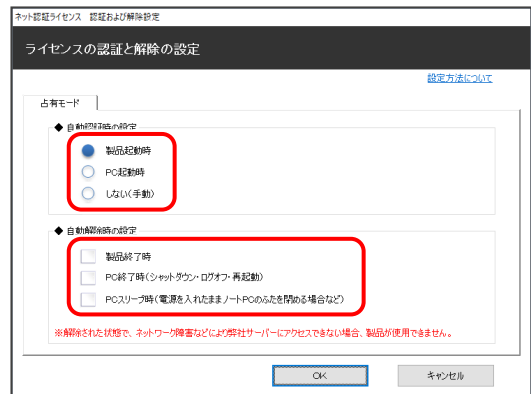 ネット認証ライセンス 認証および解除設定
ライセンスの認証と解除の設定
設定方法について
占有モード
◆ 自動認証時の設定
製品起動時
PC起動時
しない(手動)
◆ 自動解除時の設定
製品終了時
PC終了時(シャットダウン・ログオフ・再起動)
PCスリープ時(電源を入れたままノートPCのふたを閉める場合など)
※解除された状態で、ネットワーク障害などにより弊社サーバーにアクセスできない場合、製品が使用できません。
OK
キャンセル